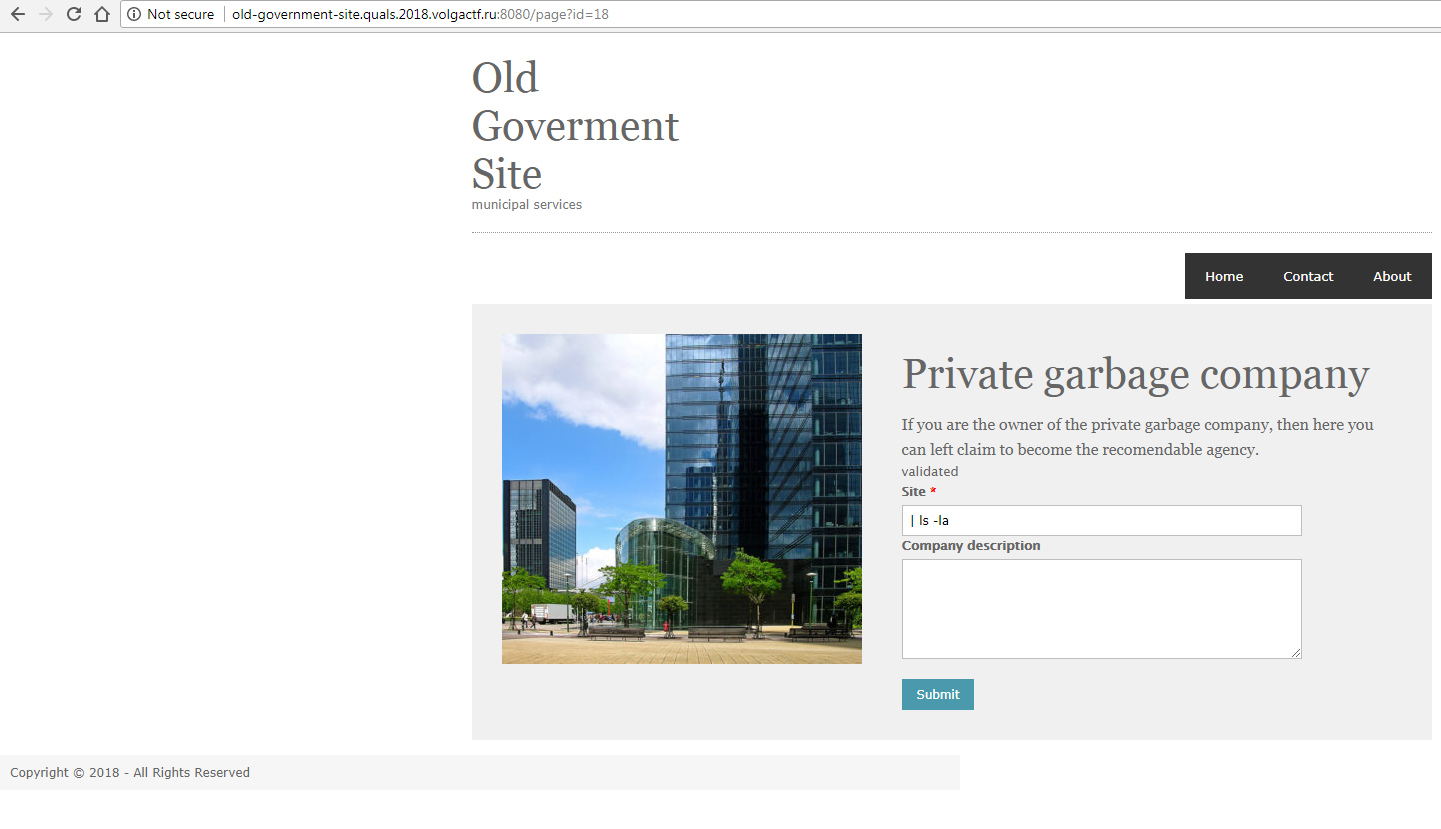 Not secure old-government-site.quals.2018.volgactf.ru:8080/page?id=18
Old
Goverment
Site
municipal services
Home Contact About
Private garbage company
If you are the owner of the private garbage company, then here you
can left claim to become the recomendable agency.
validated
Site *
| ls -la
Company description
Submit
Copyright © 2018 - All Rights Reserved